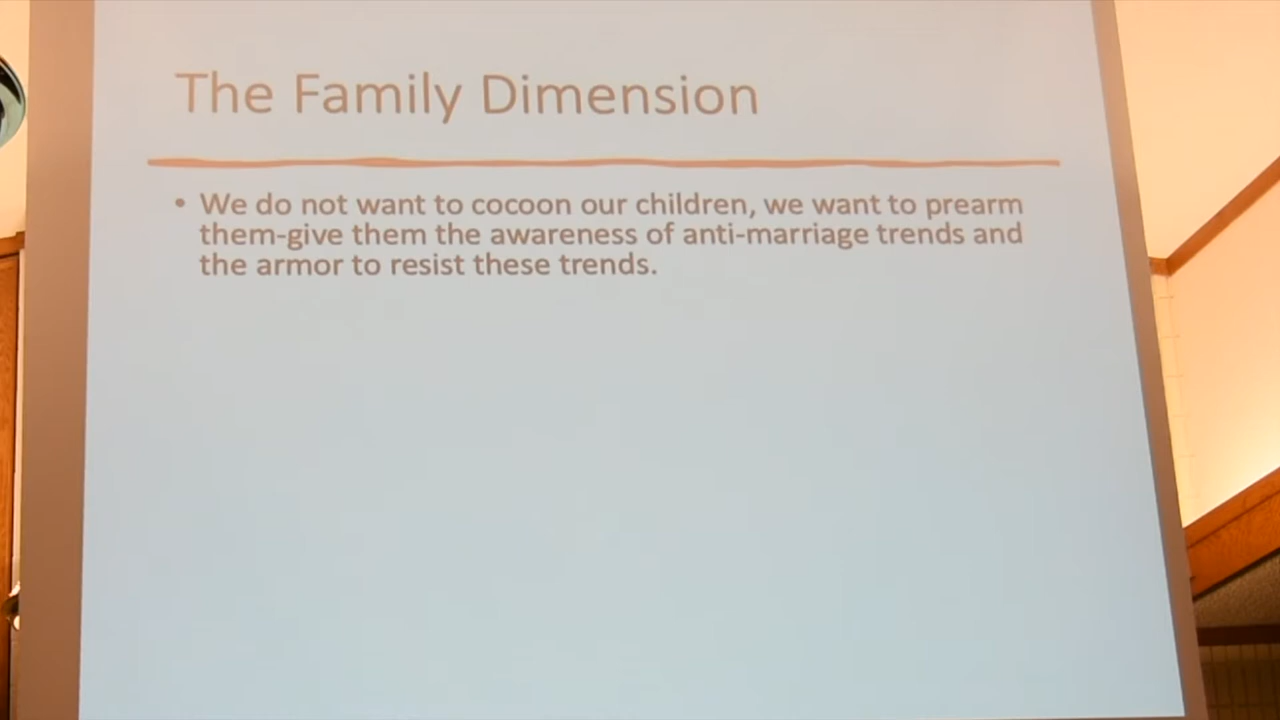 The Family Dimension
• We do not want to cocoon our children, we want to prearm
them-give them the awareness of anti-marriage trends and
the armor to resist these trends.